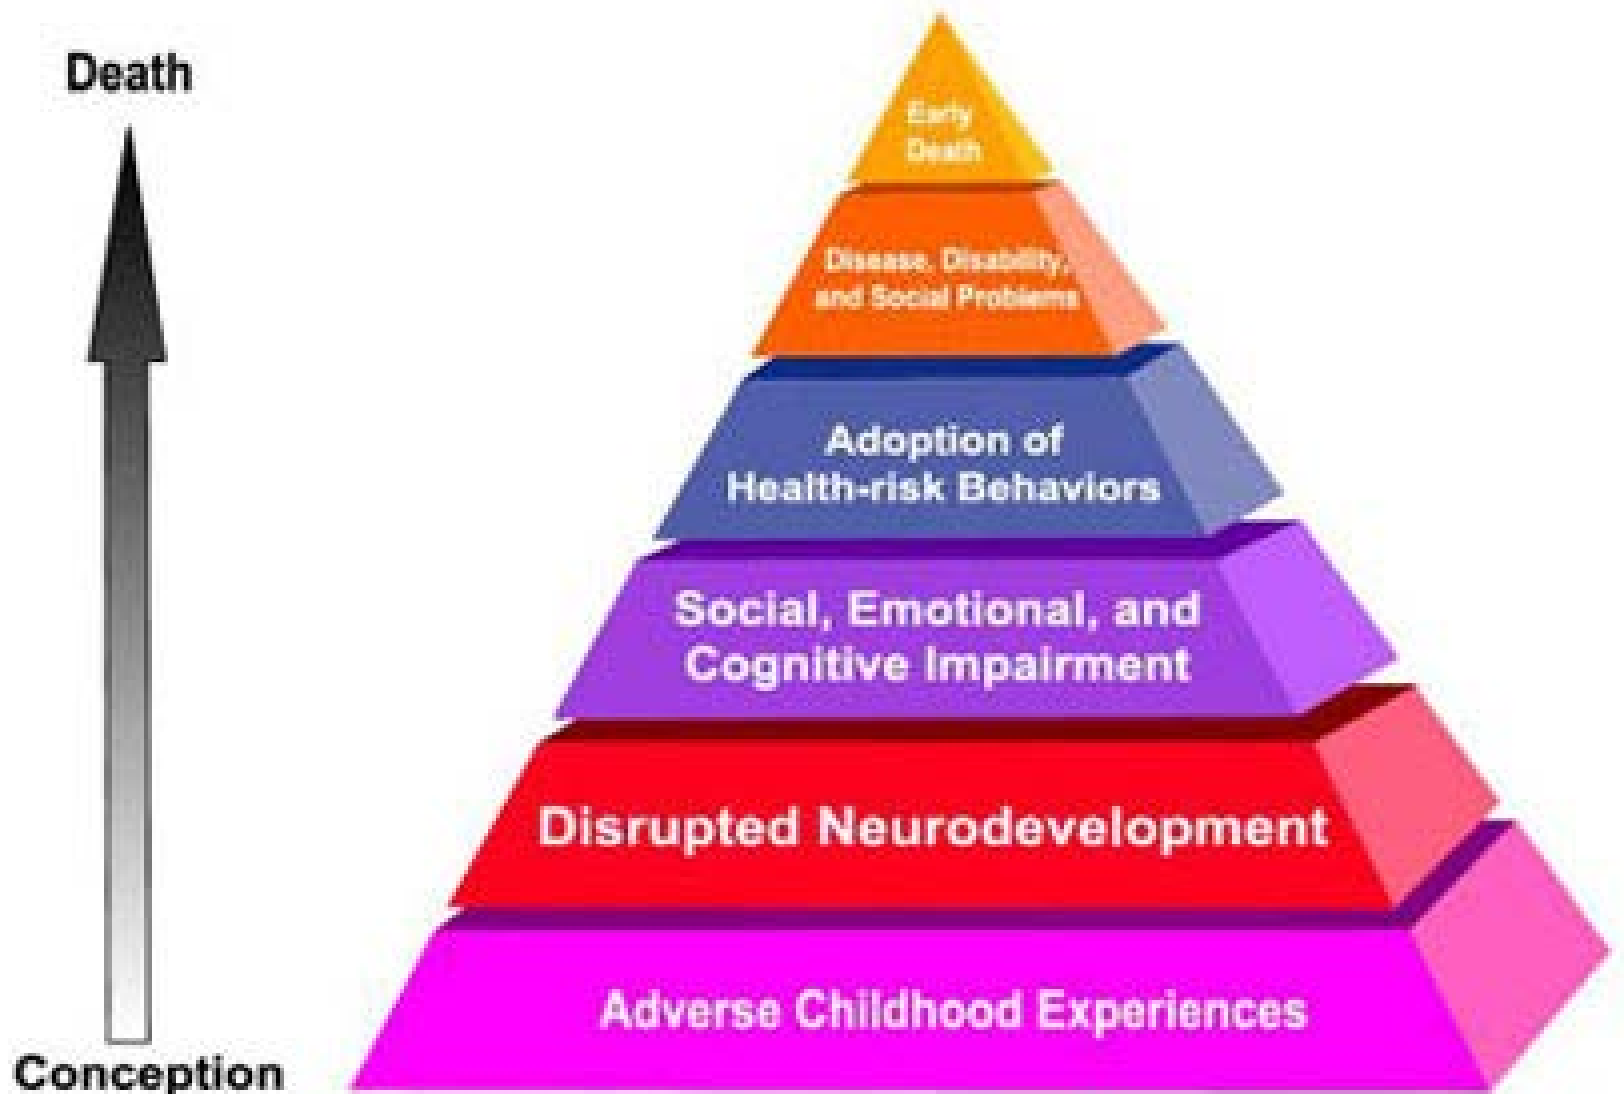 Death
Early
Death
Disease, Disability,
and Social Problems
Adoption of
Health-risk Behaviors
Social, Emotional, and
Cognitive Impairment
Disrupted Neurodevelopment
Adverse Childhood Experiences
Conception